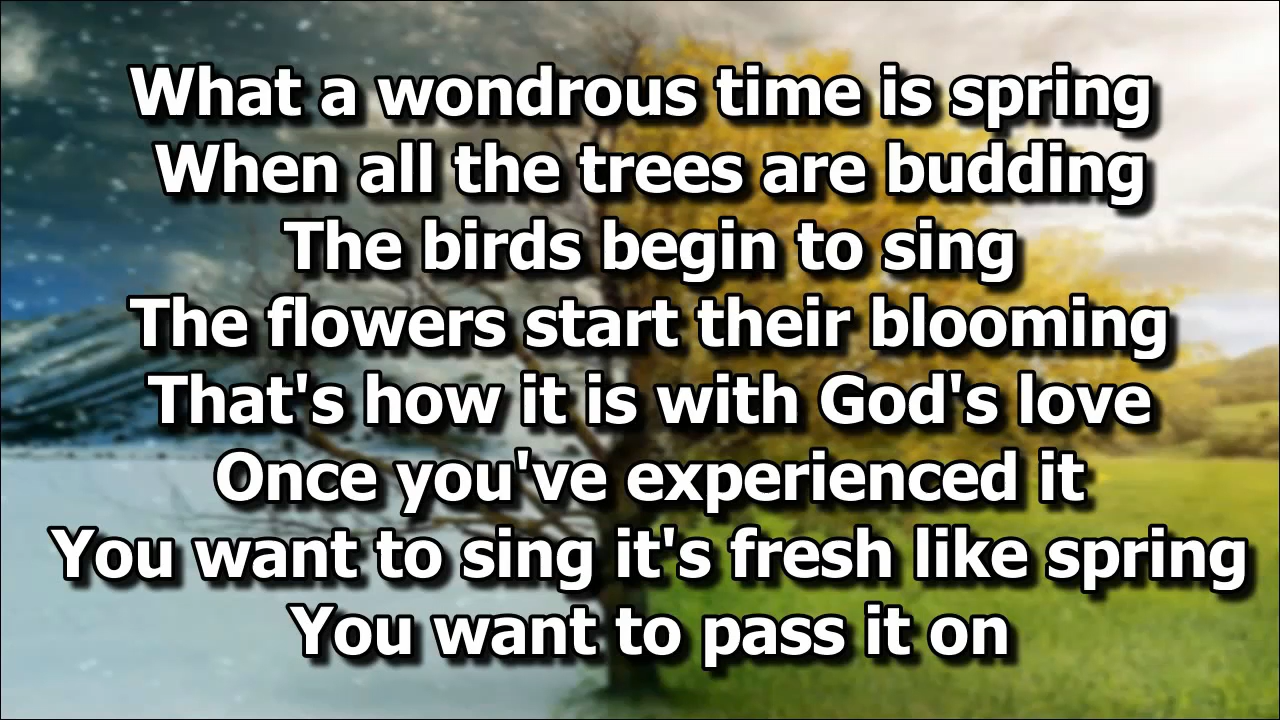 What a wondrous time is spring
When all the trees are budding
The birds begin to sing
The flowers start their blooming
That's how it is with God's love
Once you've experienced it
You want to sing it's fresh like spring
You want to pass it on